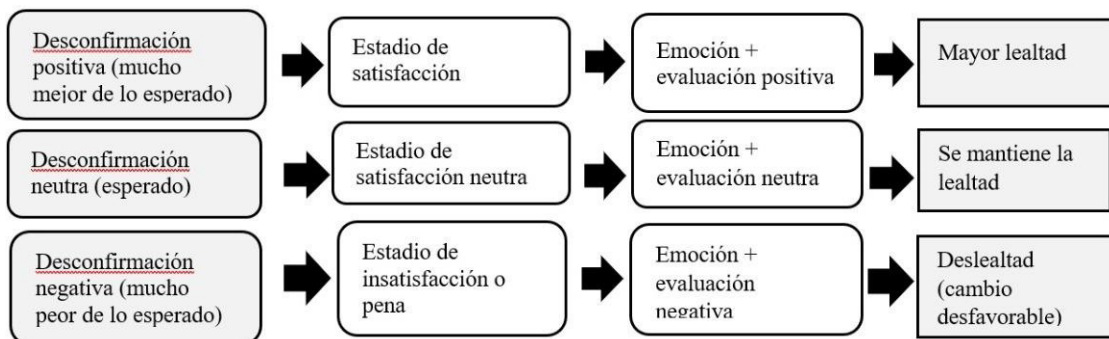 Desconfirmación
positiva (mucho
mejor de lo esperado)
Estadio de
satisfacción
Emoción +
evaluación positiva
Mayor lealtad
Desconfirmación
neutra (esperado)
Estadio de
satisfacción neutra
Emoción +
evaluación neutra
Se mantiene la
lealtad
Desconfirmación
negativa (mucho
peor de lo esperado)
Estadio de
insatisfacción o
pena
Emoción +
evaluación
negativa
Deslealtad
(cambio
desfavorable)